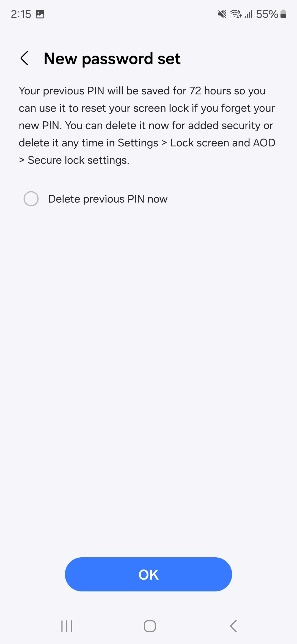 2:15
55%
New password set
Your previous PIN will be saved for 72 hours so you
can use it to reset your screen lock if you forget your
new PIN. You can delete it now for added security or
delete it any time in Settings > Lock screen and AOD
> Secure lock settings.
Delete previous PIN now
OK